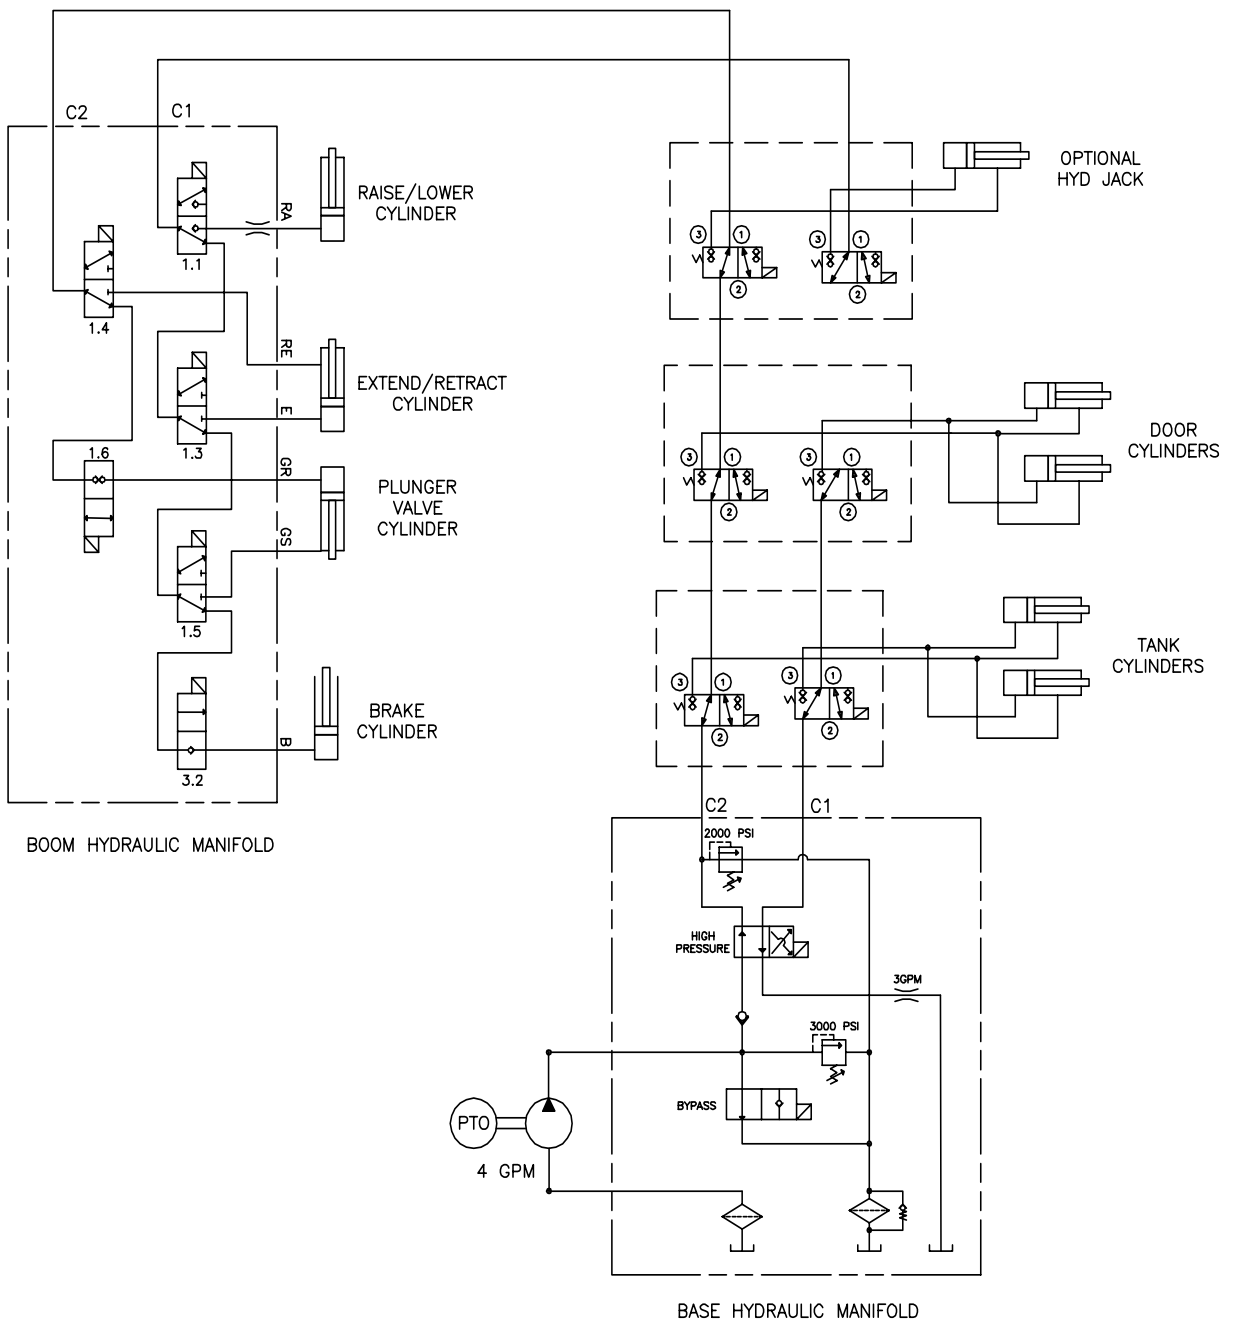 C2
C1
RA
RAISE/LOWER
CYLINDER
1.1
1.4
RE
EXTEND/RETRACT
CYLINDER
E
1.3
1.6
GR
PLUNGER
VALVE
CYLINDER
GS
1.5
BRAKE
CYLINDER
B
3.2
BOOM HYDRAULIC MANIFOLD
OPTIONAL
HYD JACK
3
1
2
3
1
2
DOOR
CYLINDERS
3
1
2
3
1
2
TANK
CYLINDERS
3
1
2
3
1
2
C2
C1
2000 PSI
HIGH
PRESSURE
3GPM
3000 PSI
BYPASS
PTO
4 GPM
BASE HYDRAULIC MANIFOLD